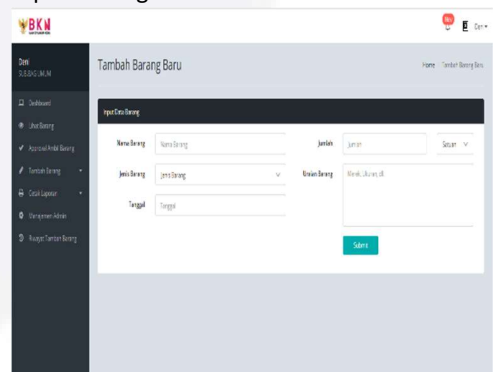 BKN
Deni
Deni
SUBBAG UMUM
Tambah Barang Baru
Home Tambah Barang Baru
Dashboard
Lihat Barang
Approval Ambil Barang
Tambah Barang
Cetak Laporan
Manajemen Admin
Riwayat Tambah Barang
Input Data Barang
Nama Barang
Nama Barang
Jumlah
Jumlah
Satuan
Jenis Barang
Jenis Barang
Uraian Barang
Merek, Ukuran, dll
Tanggal
Tanggal
Submit